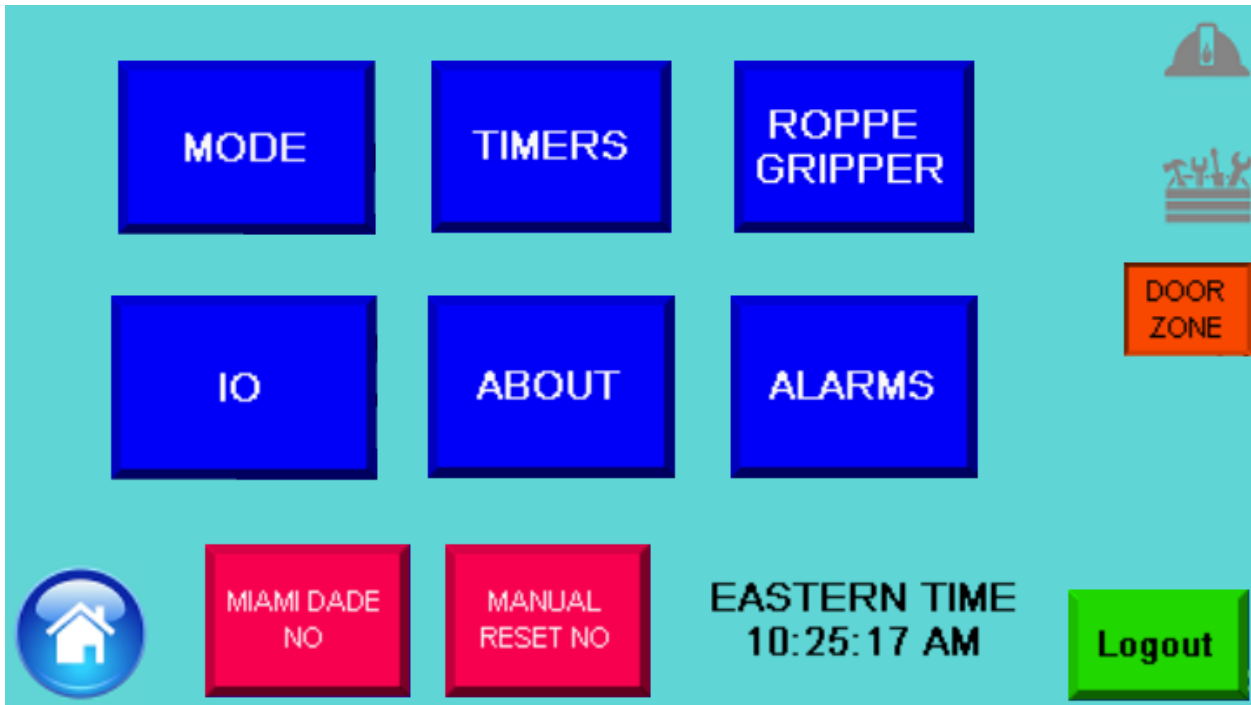 MODE
TIMERS
ROPPE
GRIPPER
DOOR
ZONE
IO
ABOUT
ALARMS
MIAMI DADE
NO
MANUAL
RESET NO
EASTERN TIME
10:25:17 AM
Logout